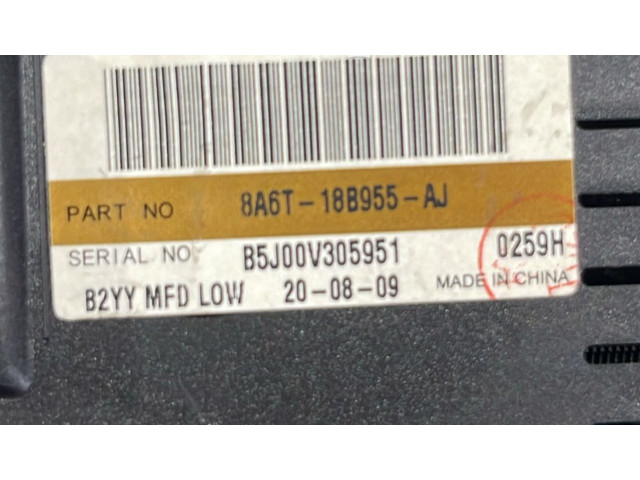 PART NO 8A6T-18B955-AJ
SERIAL NO. B5J00V305951 0259H
B2YY MFD LOW 20-08-09 MADE IN CHINA